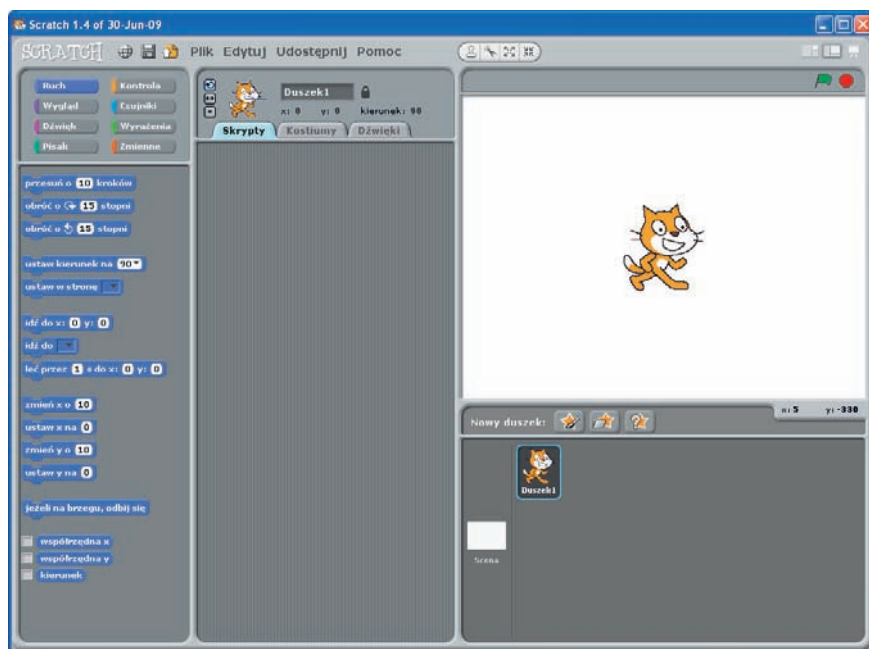 Scratch 1.4 of 30-Jun-09
SCRATCH Plik Edytuj Udostępnij Pomoc
Ruch Kontrola
Wygląd Czujniki
Dźwięk Wyrażenia
Pisak Zmienne
Duszek1
x: 0 y: 0 kierunek: 90
Skrypty Kostiumy Dźwięki
przesuń o 10 kroków
obróć o 15 stopni
obróć o 15 stopni
ustaw kierunek na 90
ustaw w stronę
idź do x: 0 y: 0
idź do
leć przez 1 s do x: 0 y: 0
zmień x o 10
ustaw x na 0
zmień y o 10
ustaw y na 0
jeżeli na brzegu, odbij się
współrzędna x
współrzędna y
kierunek
x: 5 y: -330
Nowy duszek:
Duszek1
Scena